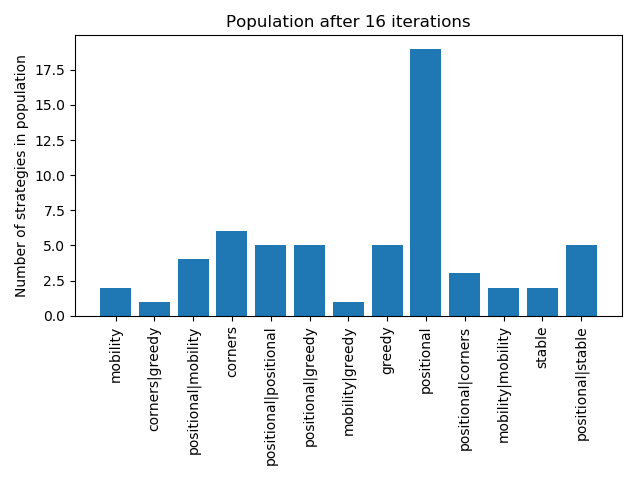 Population after 16 iterations
Number of strategies in population
17.5
15.0
12.5
10.0
7.5
5.0
2.5
0.0
mobility
corners|greedy
positional|mobility
corners
positional|positional
positional|greedy
mobility|greedy
greedy
positional
positional|corners
mobility|mobility
stable
positional|stable